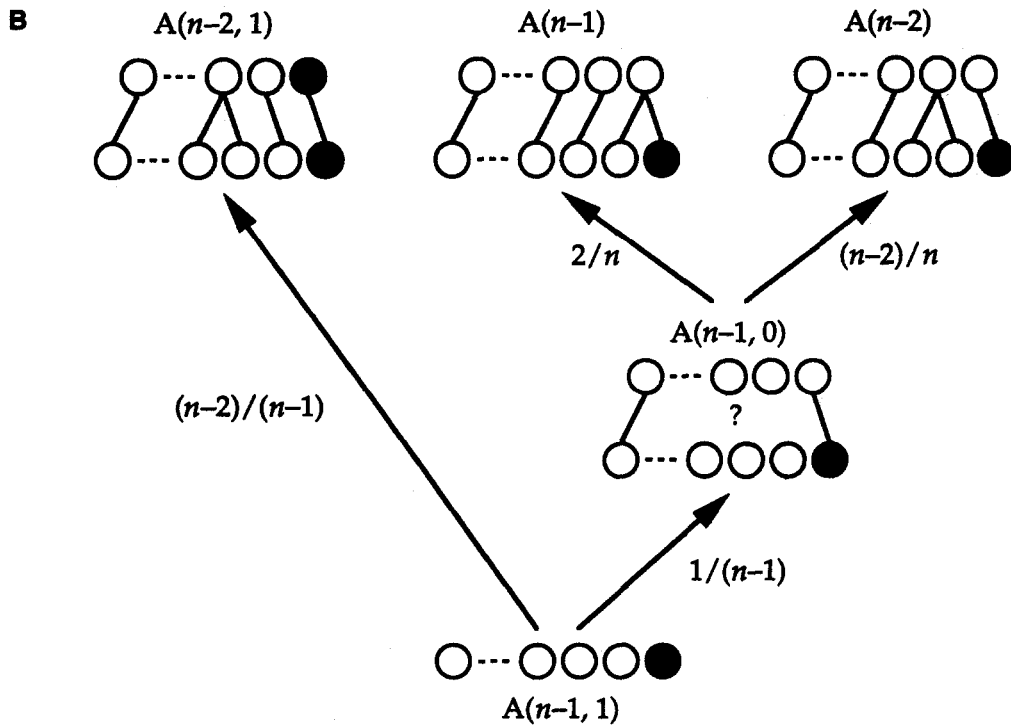 B
A(n–2, 1)
A(n–1)
A(n–2)
2/n
(n–2)/n
A(n–1, 0)
?
(n–2)/(n–1)
1/(n–1)
A(n–1, 1)